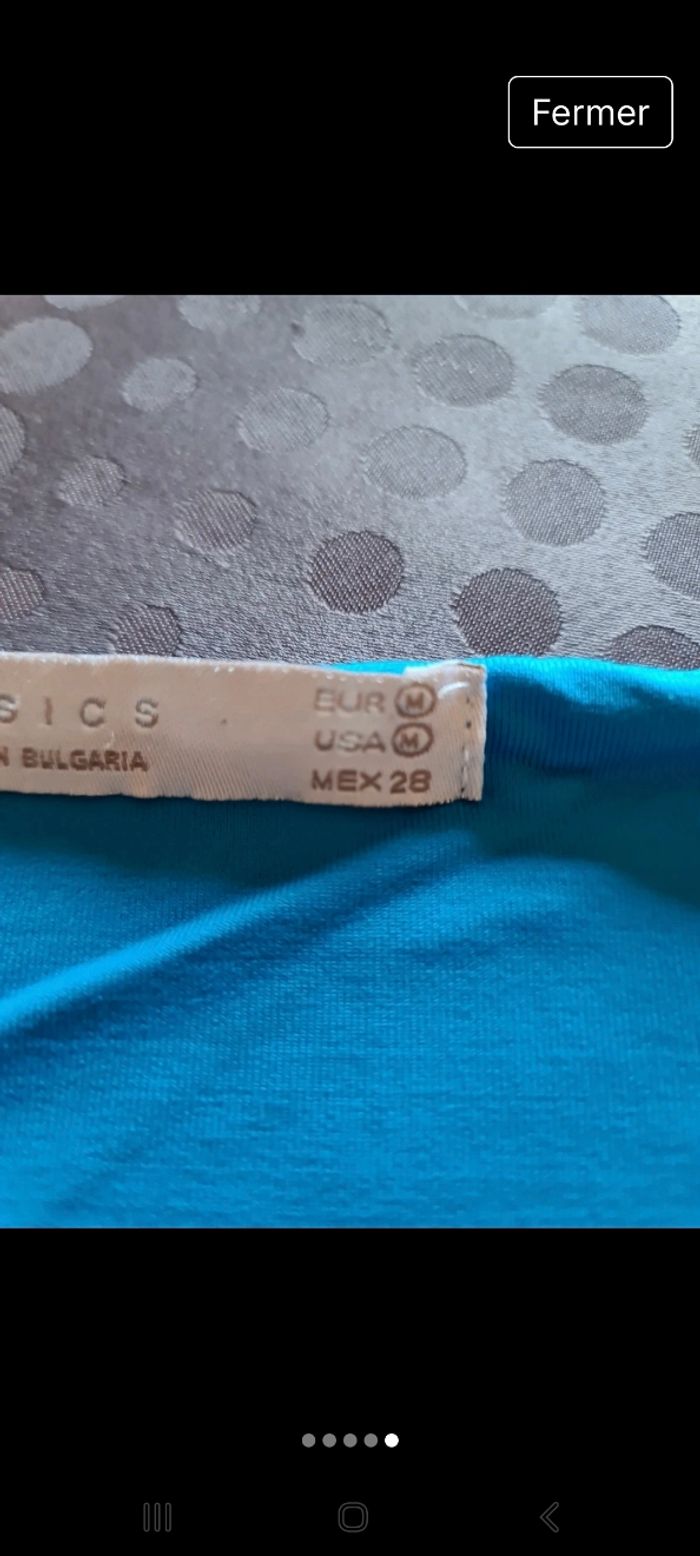 Fermer
SICS
EUR M
N BULGARIA
USA M
MEX 28